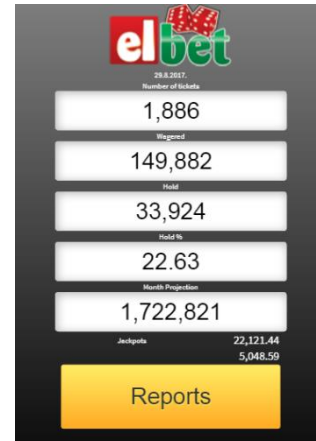 elbet
29.8.2017.
Number of tickets
1,886
Wagered
149,882
Hold
33,924
Hold %
22.63
Month Projection
1,722,821
Jackpots 22,121.44
5,048.59
Reports